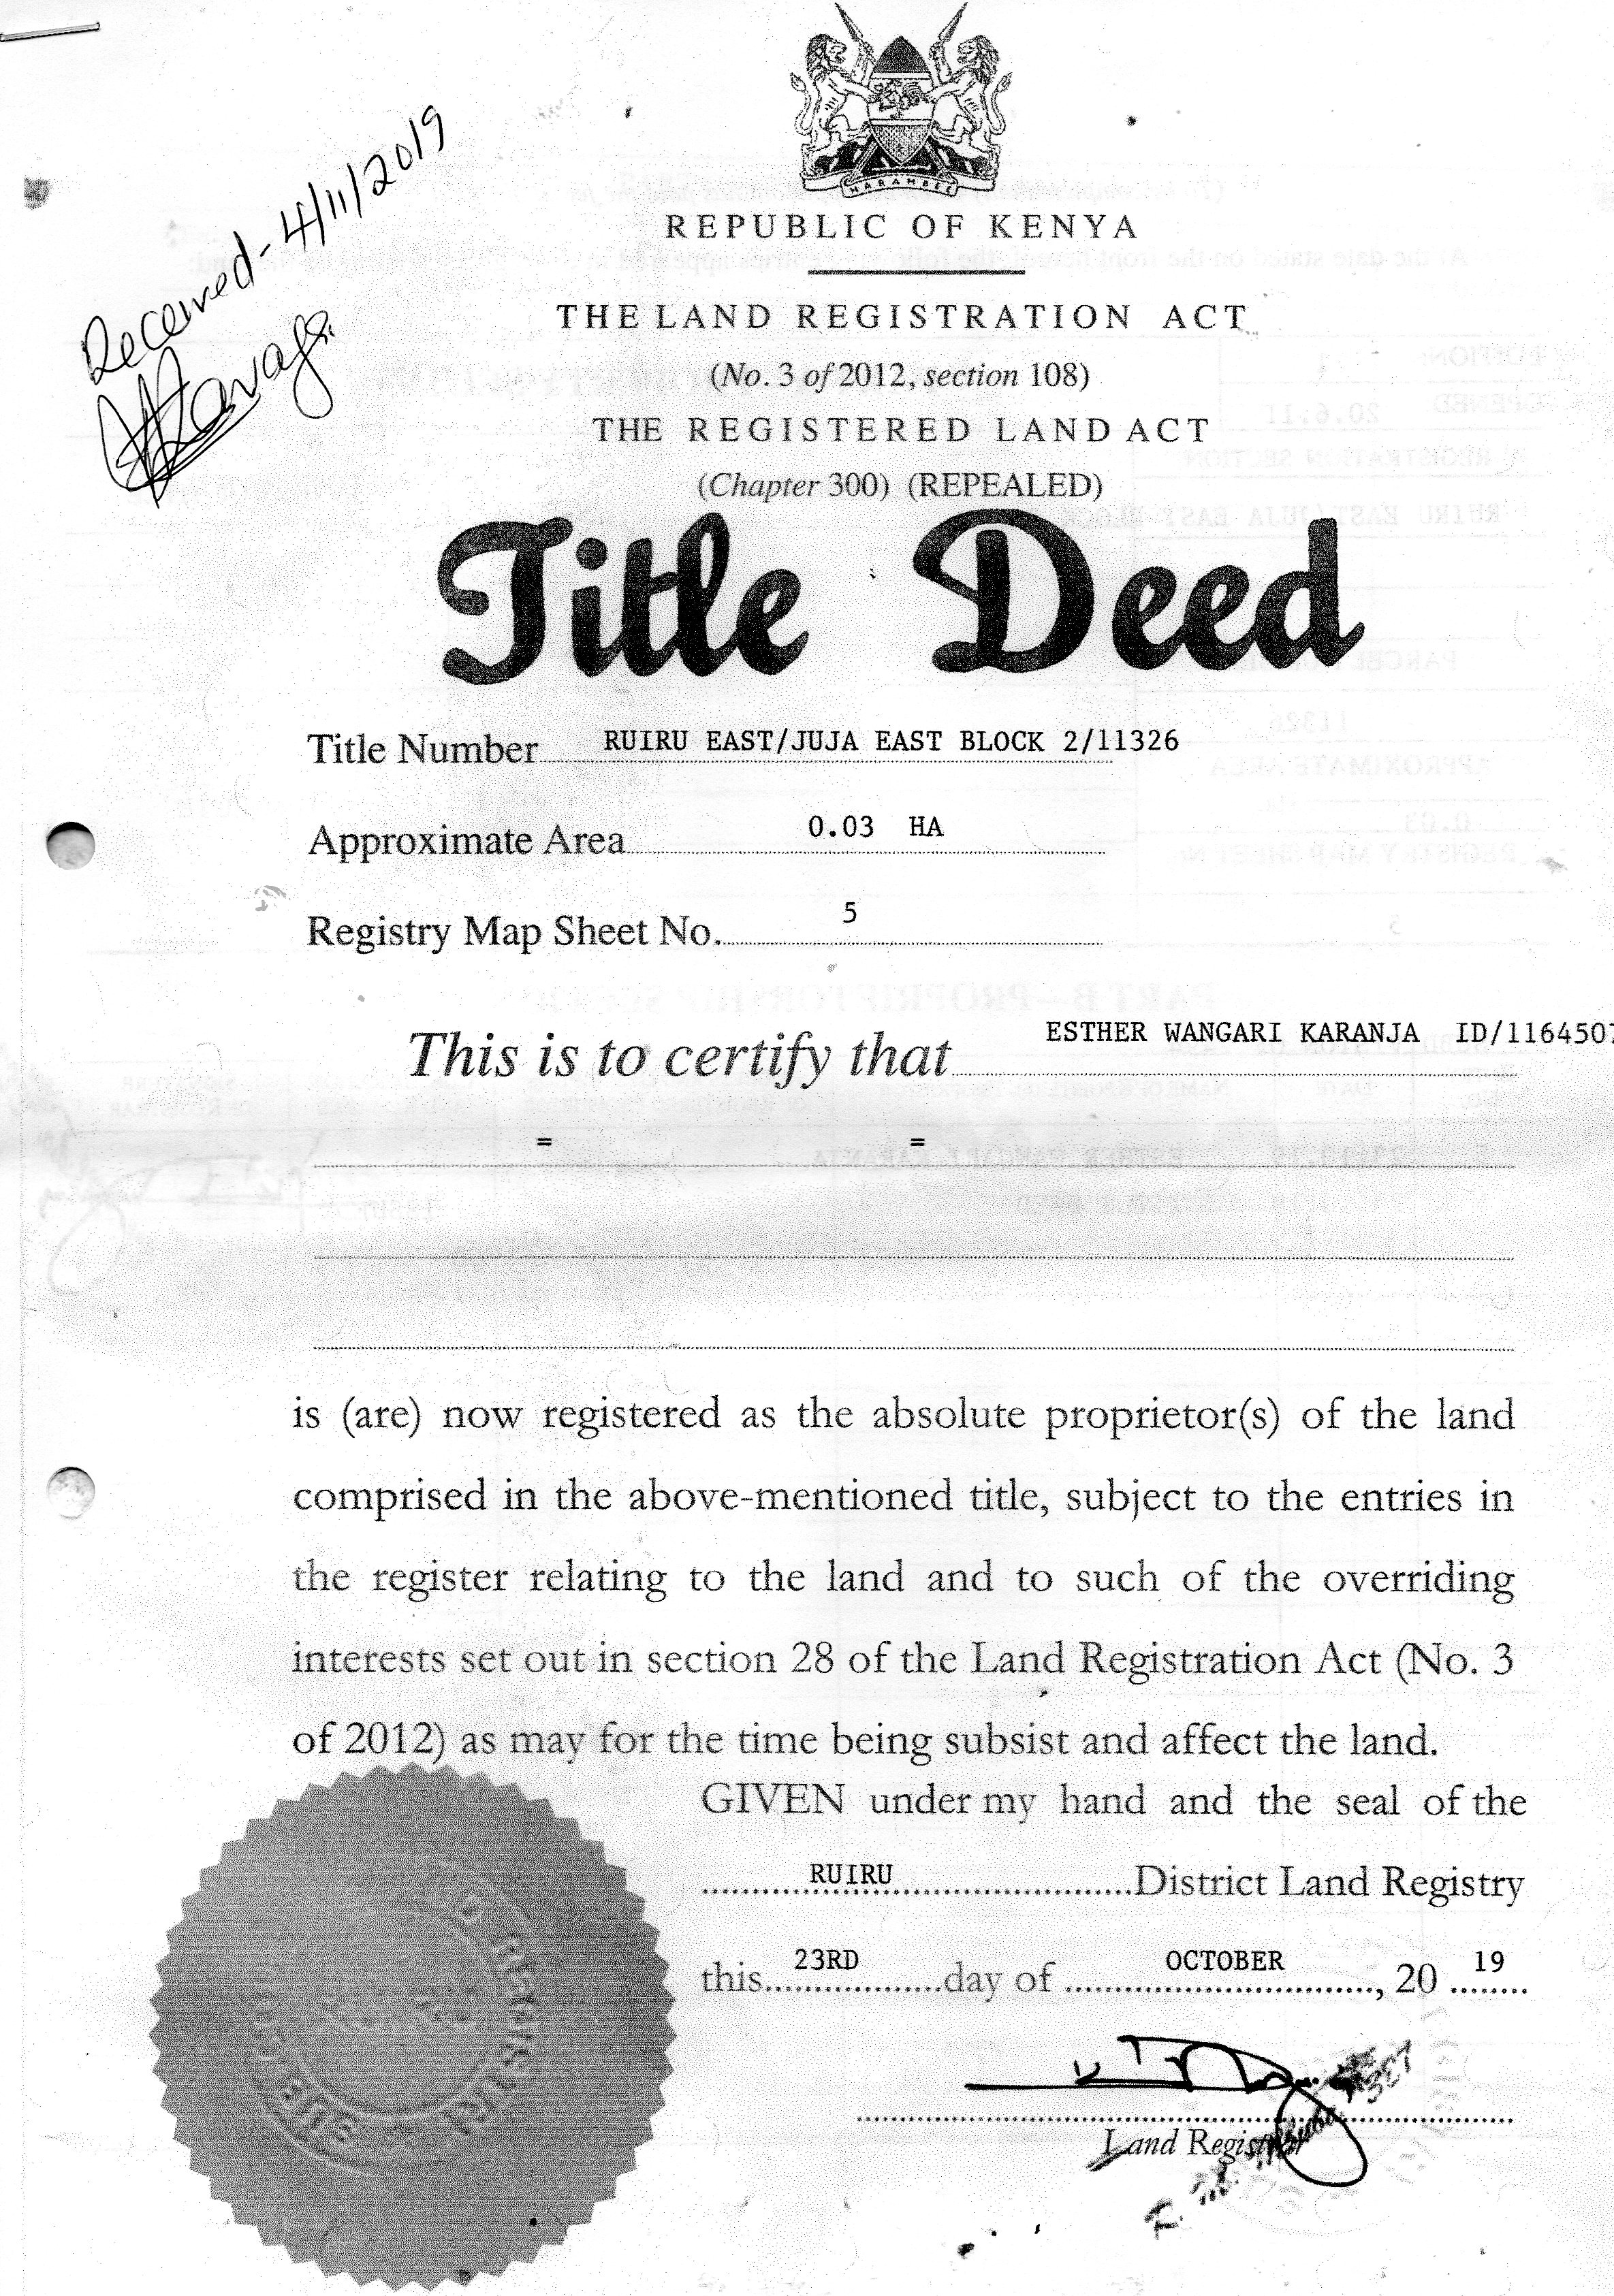 Received - 4/11/2019
HARAMBEE
REPUBLIC OF KENYA
THE LAND REGISTRATION ACT
(No. 3 of 2012, section 108)
THE REGISTERED LAND ACT
(Chapter 300) (REPEALED)
Title Deed
Title Number RUIRU EAST/JUJA EAST BLOCK 2/11326
Approximate Area 0.03 HA
Registry Map Sheet No. 5
This is to certify that ESTHER WANGARI KARANJA ID/1164507
= =
is (are) now registered as the absolute proprietor(s) of the land
comprised in the above-mentioned title, subject to the entries in
the register relating to the land and to such of the overriding
interests set out in section 28 of the Land Registration Act (No. 3
of 2012) as may for the time being subsist and affect the land.
GIVEN under my hand and the seal of the
RUIRU District Land Registry
this 23RD day of OCTOBER, 20 19
Land Registrar
RUIRU